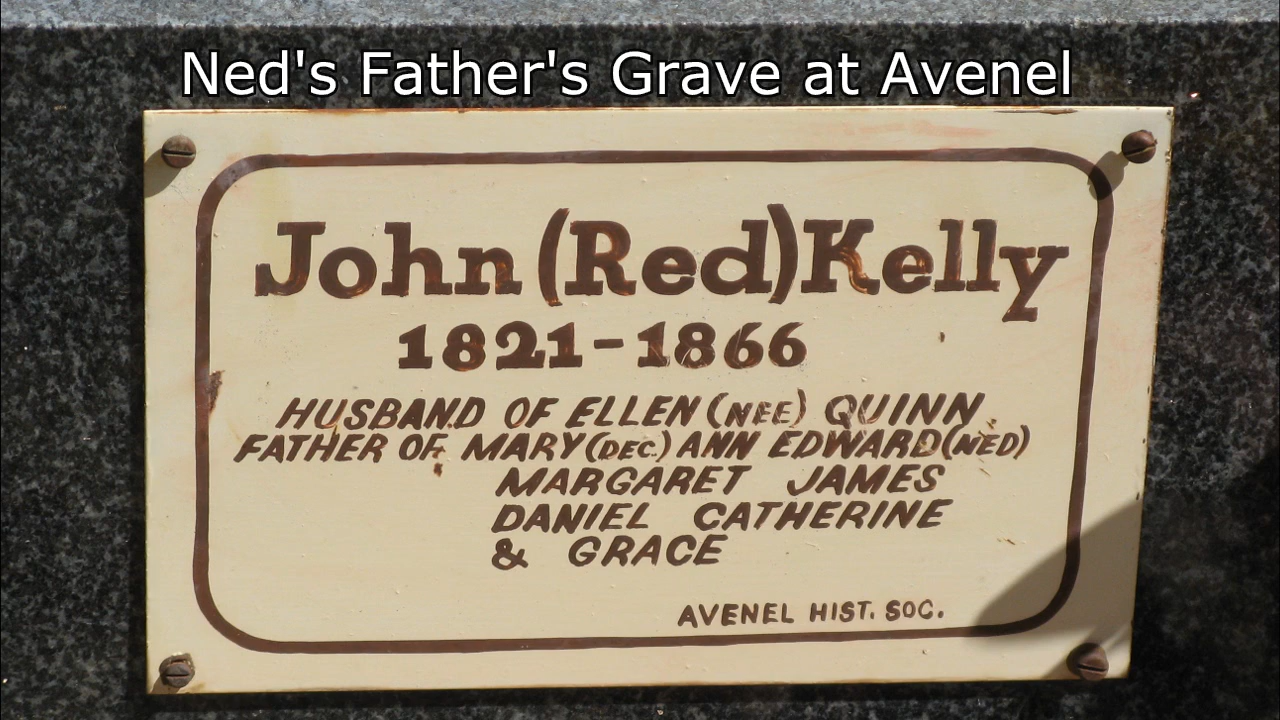 Ned's Father's Grave at Avenel
John (Red) Kelly
1821-1866
HUSBAND OF ELLEN (NEE) QUINN
FATHER OF MARY (DEC.) ANN EDWARD (NED)
MARGARET JAMES
DANIEL CATHERINE
& GRACE
AVENEL HIST. SOC.